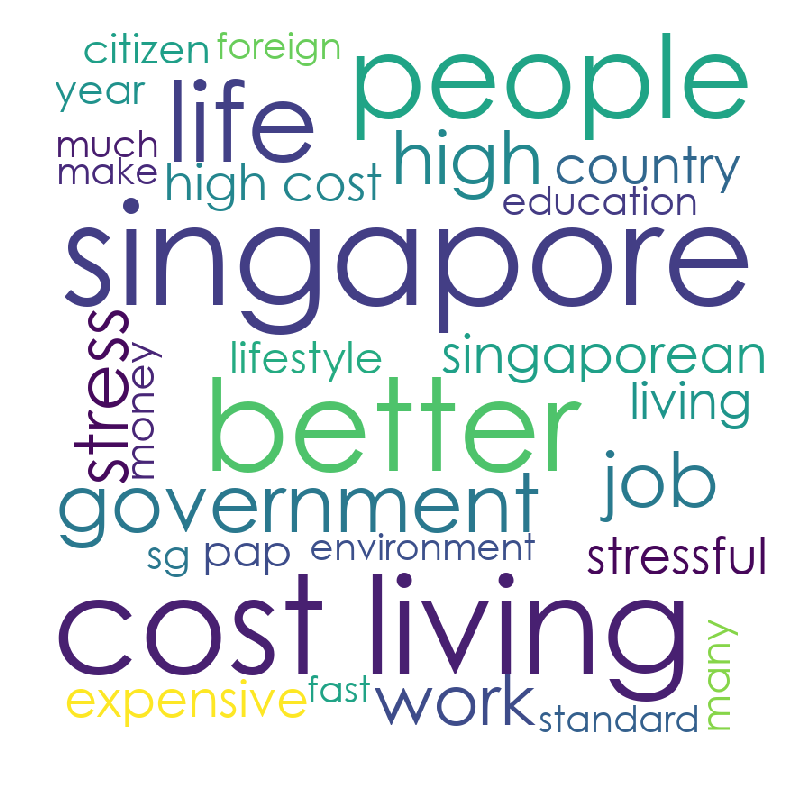 citizen foreign
people
year life
much
make high cost high country
education
singapore
stress
money
lifestyle singaporean
better living
government job
sg pap environment stressful
cost living
many
expensive fast work standard